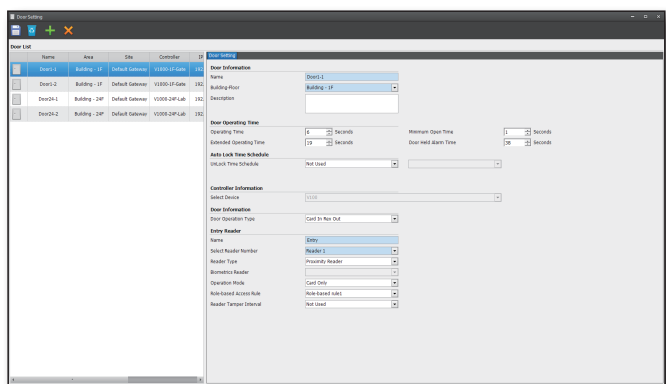 Door Setting
Door List
Name Area Site Controller IP
Door1-1 Building - 1F Default Gateway V1000-1F-Gate 192.
Door1-2 Building - 1F Default Gateway V1000-1F-Gate 192.
Door24-1 Building - 24F Default Gateway V1000-24F-Lab 192.
Door24-2 Building - 24F Default Gateway V1000-24F-Lab 192.
Door Setting
Door Information
Name Door1-1
Building-Floor Building - 1F
Description
Door Operating Time
Operating Time 6 Seconds Minimum Open Time 1 Seconds
Extended Operating Time 19 Seconds Door Held Alarm Time 38 Seconds
Auto Lock Time Schedule
UnLock Time Schedule Not Used
Controller Information
Select Device V100
Door Information
Door Operation Type Card In Rex Out
Entry Reader
Name Entry
Select Reader Number Reader 1
Reader Type Proximity Reader
Biometrics Reader
Operation Mode Card Only
Role-based Access Rule Role-based rule1
Reader Tamper Interval Not Used